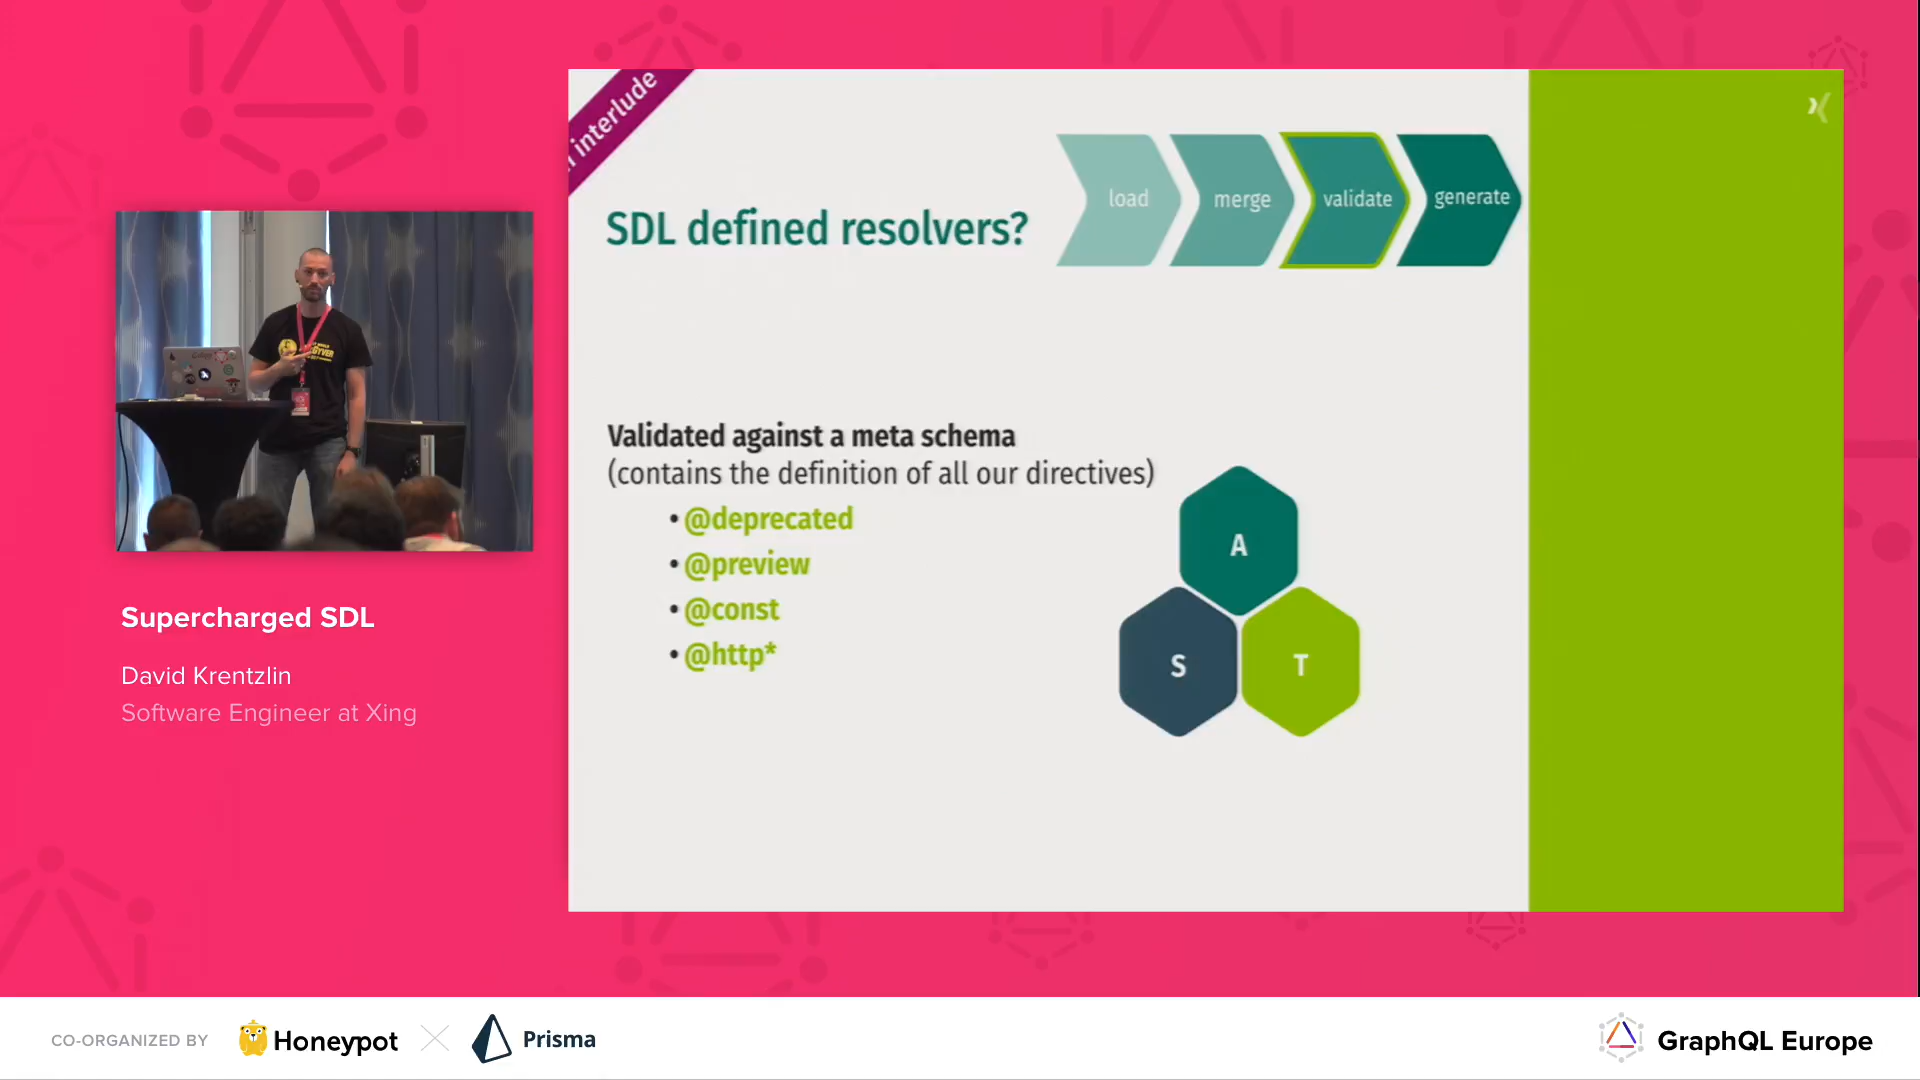 interlude
SDL defined resolvers?
load
merge
validate
generate
Validated against a meta schema
(contains the definition of all our directives)
• @deprecated
• @preview
• @const
• @http*
A
S
T
Supercharged SDL
David Krentzlin
Software Engineer at Xing
CO-ORGANIZED BY
Honeypot
Prisma
GraphQL Europe